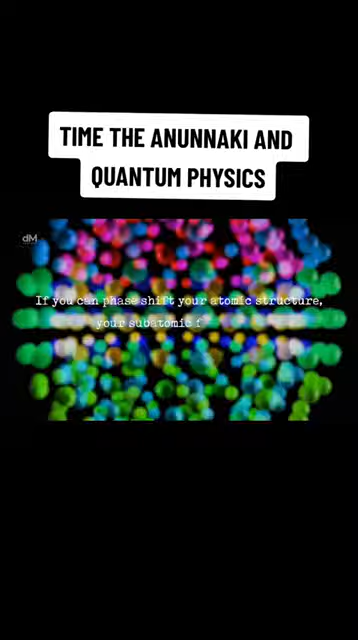 TIME THE ANUNNAKI AND
QUANTUM PHYSICS
dM
If you can phase shift your atomic structure,
your subatomic f